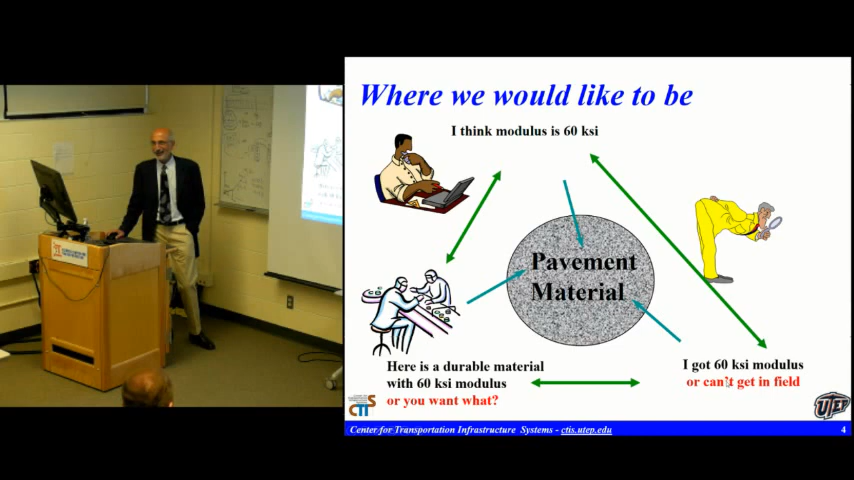 Where we would like to be
I think modulus is 60 ksi
Pavement
Material
Here is a durable material
with 60 ksi modulus
or you want what?
I got 60 ksi modulus
or can't get in field
CTIS
UTEP
Center for Transportation Infrastructure Systems - ctis.utep.edu
4